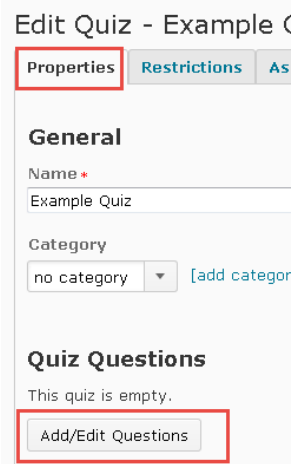 Edit Quiz - Example
Properties Restrictions As
General
Name *
Example Quiz
Category
no category [add categor
Quiz Questions
This quiz is empty.
Add/Edit Questions